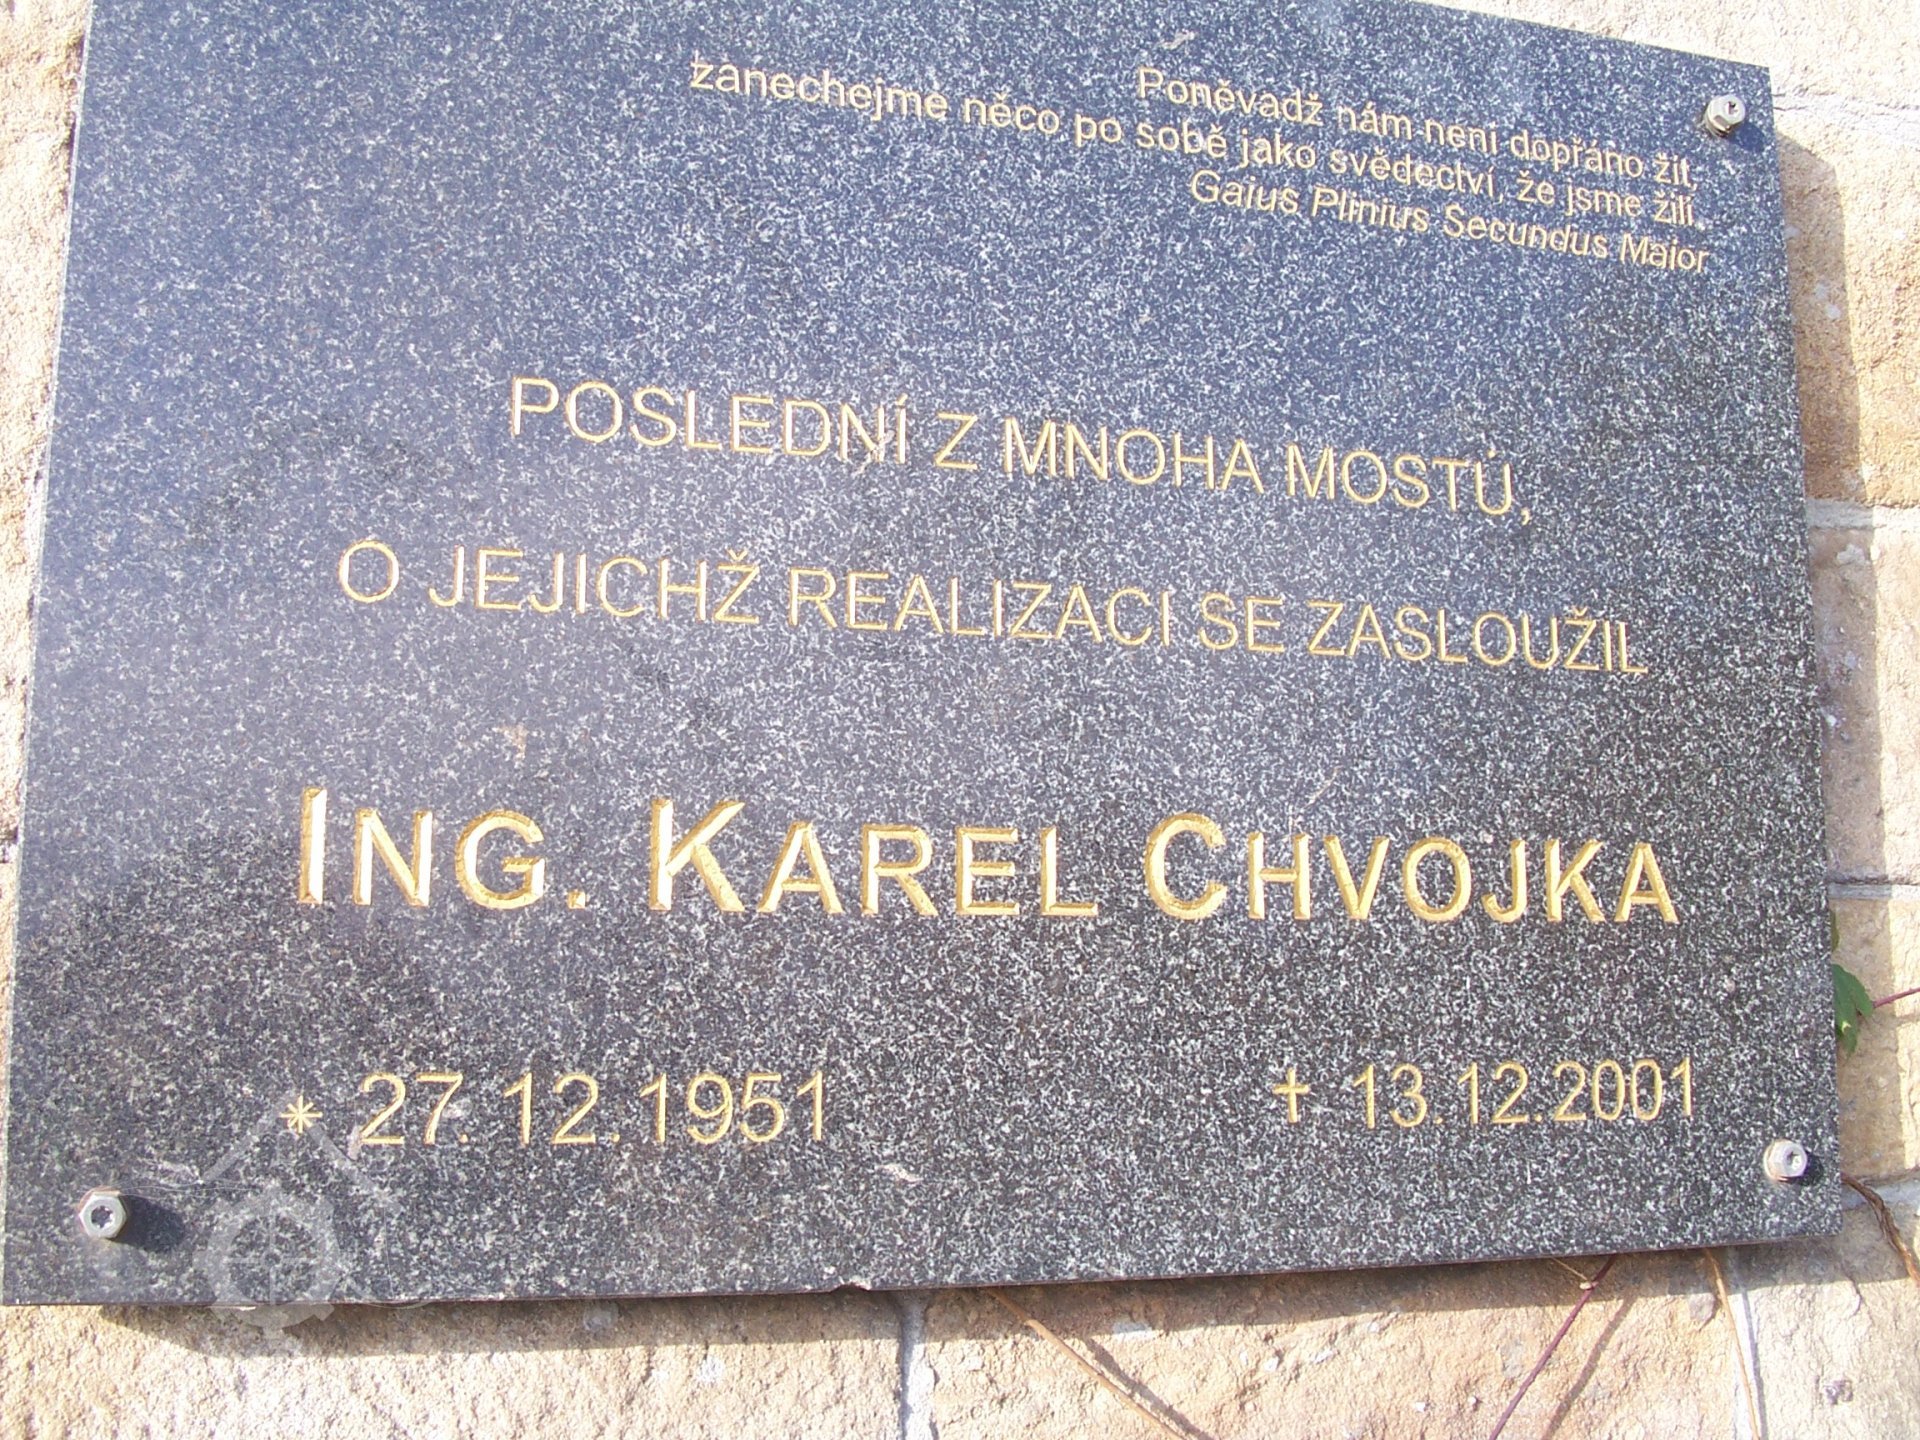 Poněvadž nám není dopřáno žít,
zanechejme něco po sobě jako svědectví, že jsme žili.
Gaius Plinius Secundus Maior
POSLEDNÍ Z MNOHA MOSTŮ,
O JEJICHŽ REALIZACI SE ZASLOUŽIL
ING. KAREL CHVOJKA
* 27.12.1951 † 13.12.2001